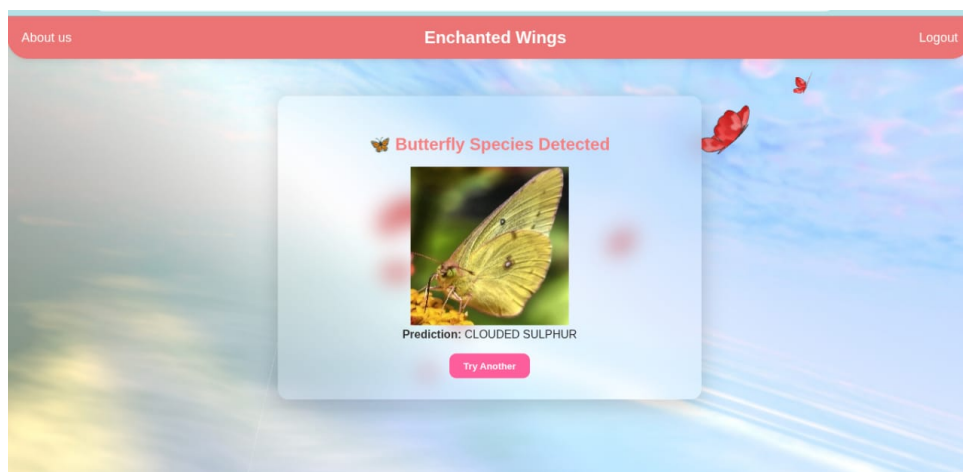 About us
Enchanted Wings
Logout
🦋 Butterfly Species Detected
Prediction: CLOUDED SULPHUR
Try Another